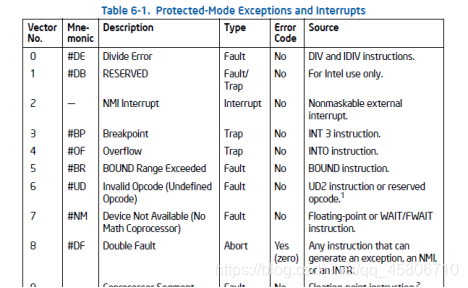 Table 6-1. Protected-Mode Exceptions and Interrupts
Vector No. Mne-monic Description Type Error Code Source
0 #DE Divide Error Fault No DIV and IDIV instructions.
1 #DB RESERVED Fault/ Trap No For Intel use only.
2 — NMI Interrupt Interrupt No Nonmaskable external interrupt.
3 #BP Breakpoint Trap No INT 3 instruction.
4 #OF Overflow Trap No INTO instruction.
5 #BR BOUND Range Exceeded Fault No BOUND instruction.
6 #UD Invalid Opcode (Undefined Opcode) Fault No UD2 instruction or reserved opcode.1
7 #NM Device Not Available (No Math Coprocessor) Fault No Floating-point or WAIT/FWAIT instruction.
8 #DF Double Fault Abort Yes (zero) Any instruction that can generate an exception, an NMI, or an INTR.
https://blog.csdn.net/qq_45806710